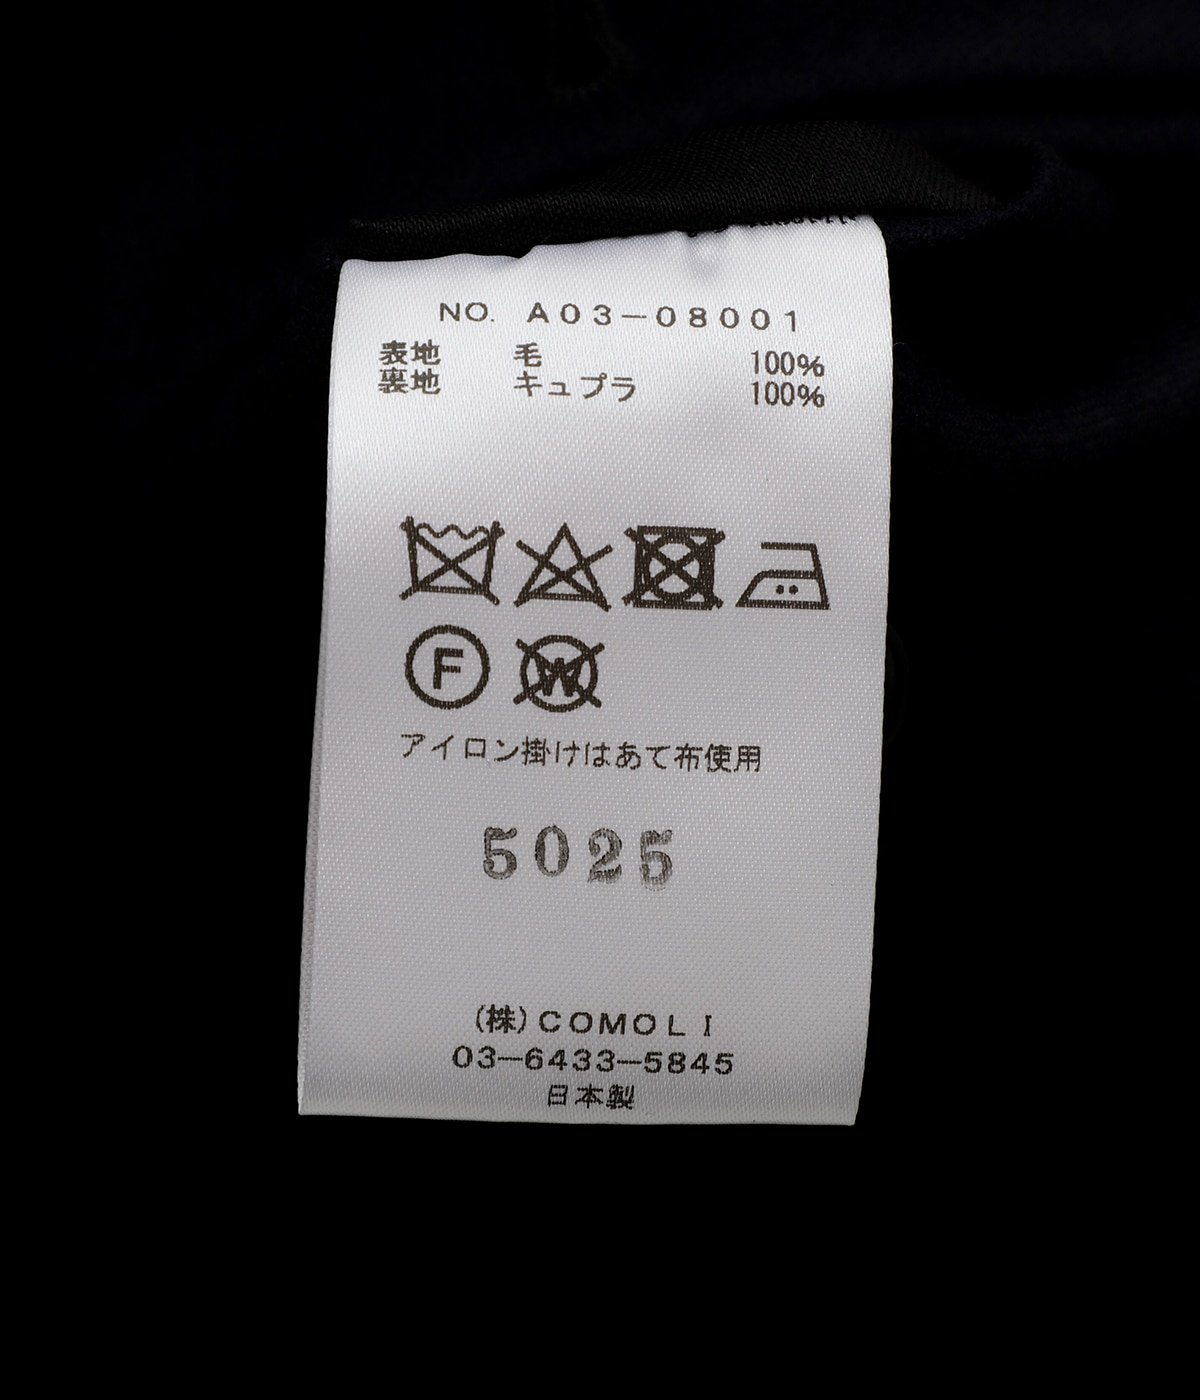 NO. A03-08001
表地 毛 100%
裏地 キュプラ 100%
F W
アイロン掛けはあて布使用
5025
(株)COMOLI
03-6433-5845
日本製